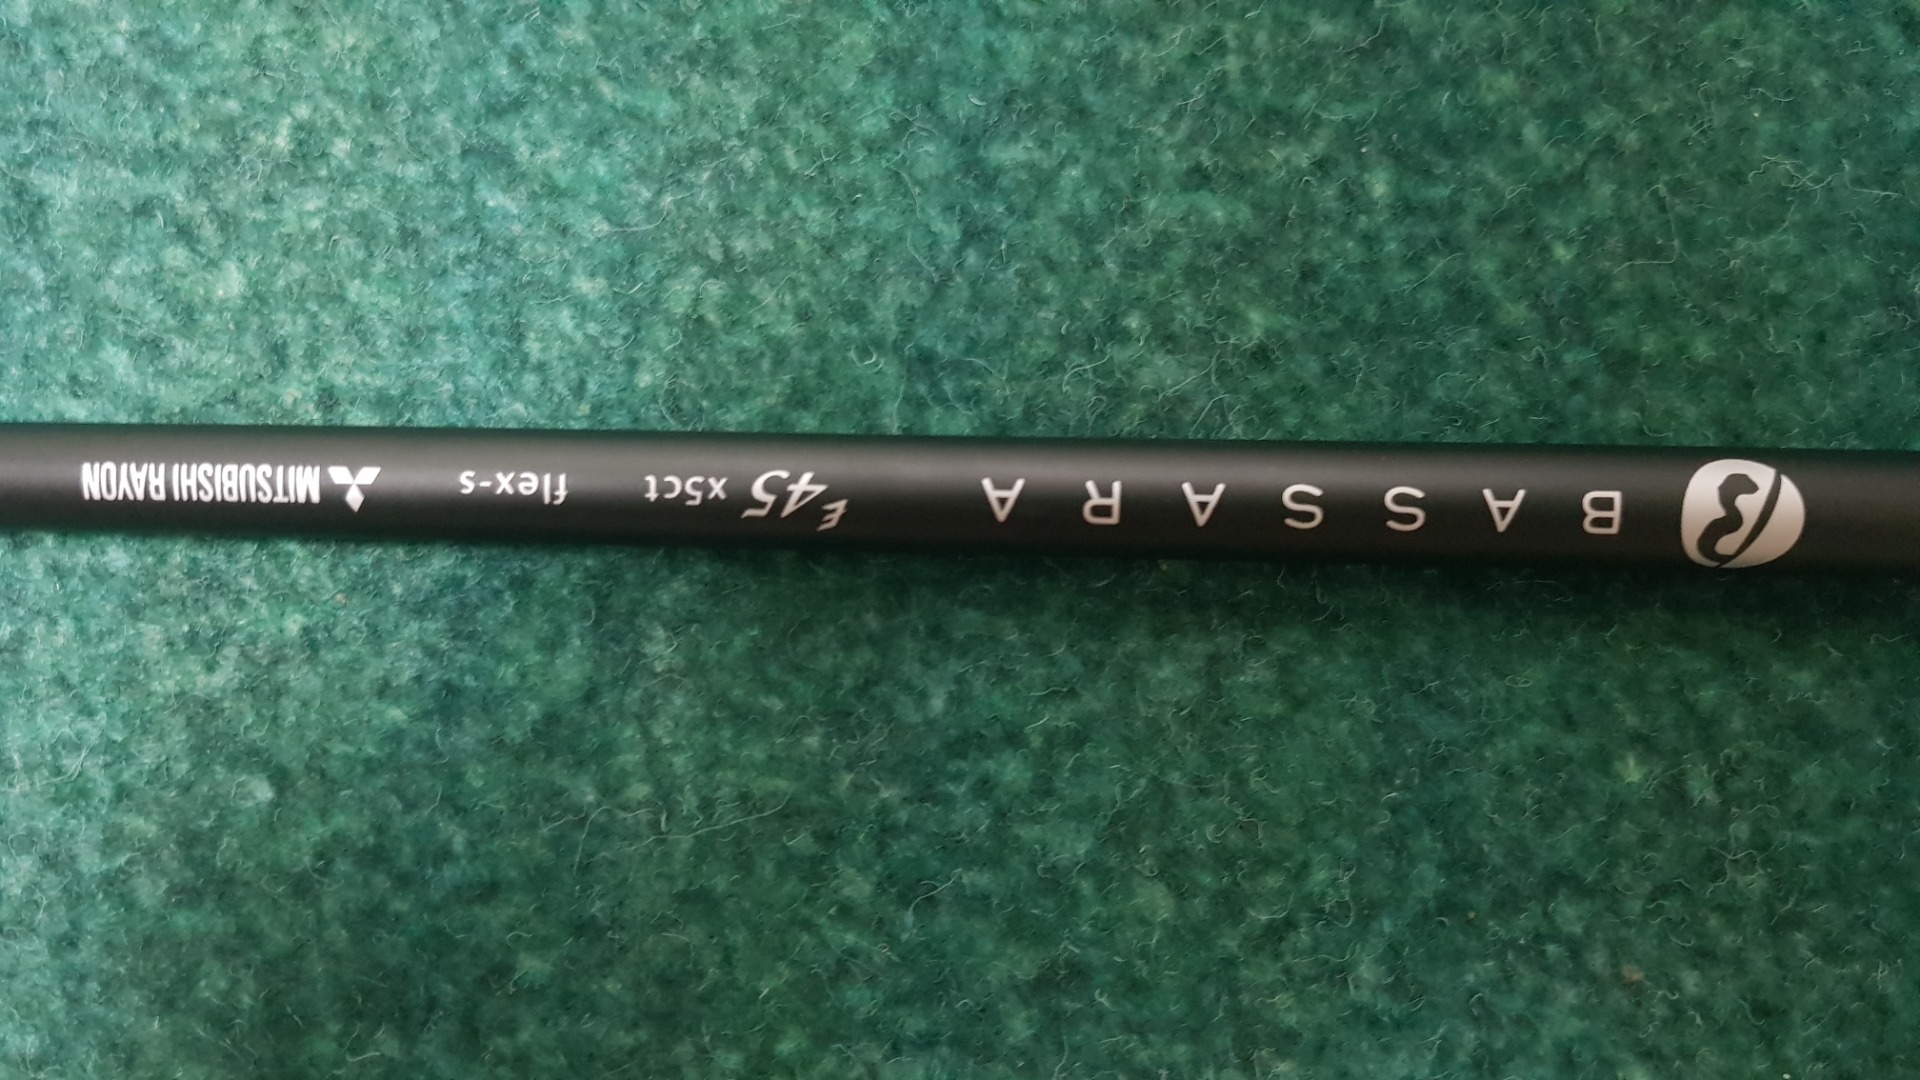 BASSARA E45 x5ct flex-s MITSUBISHI RAYON